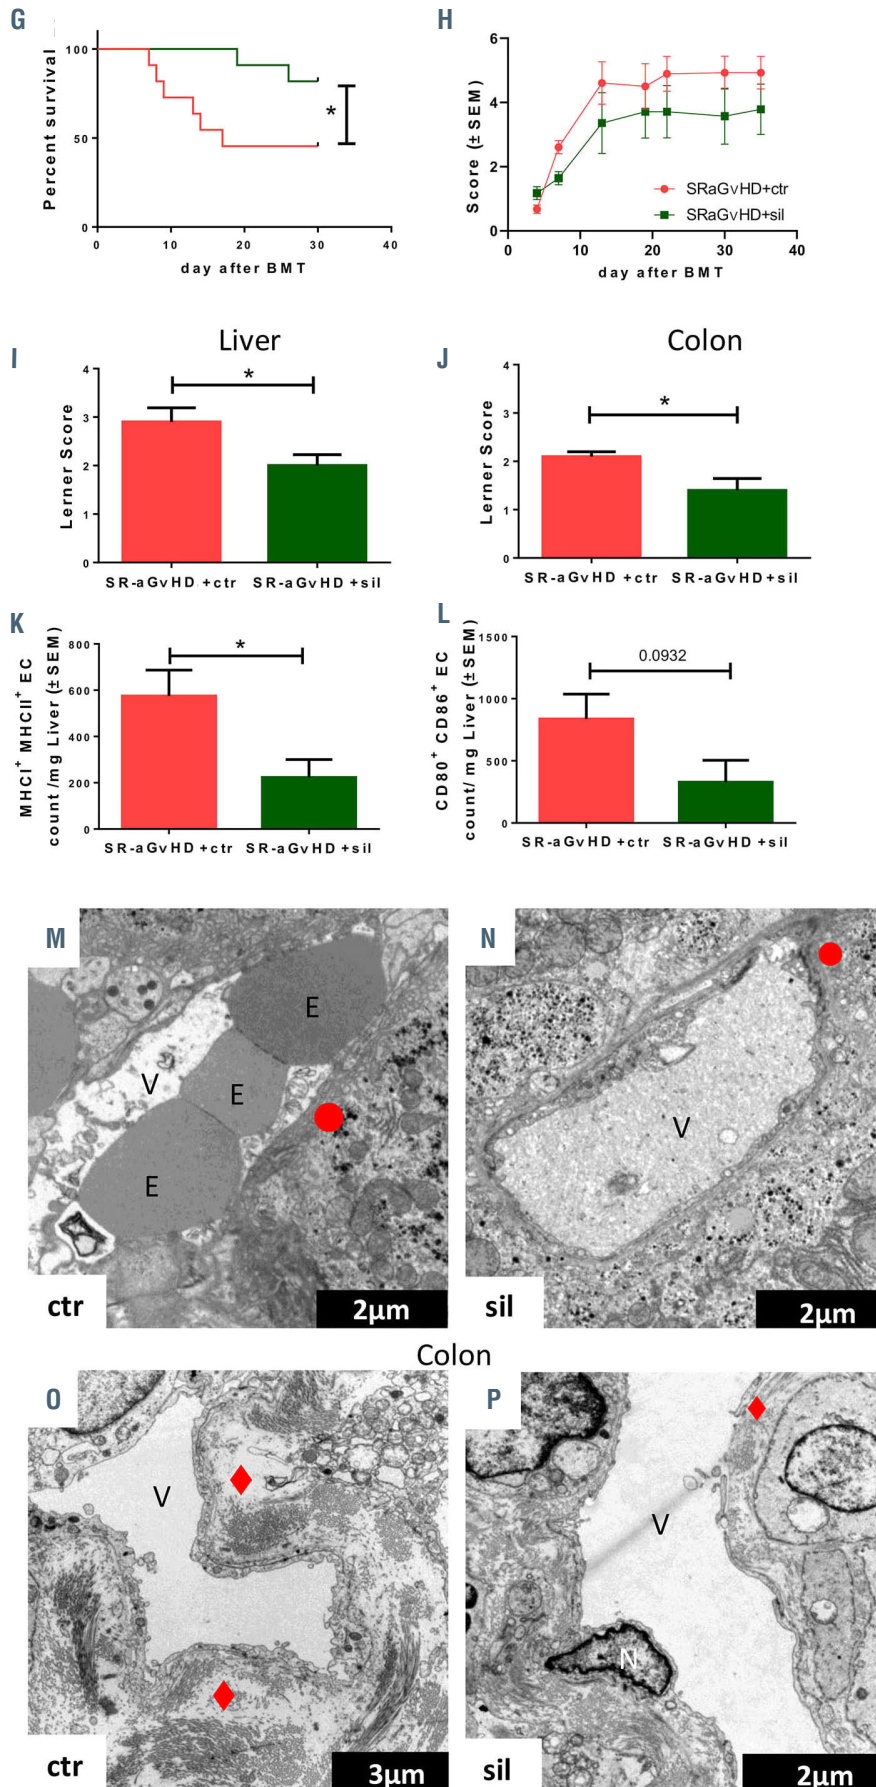 G
Percent survival
100
50
0
0 10 20 30 40
day after BMT
*
H
Score (±SEM)
6
4
2
0
0 10 20 30 40
day after BMT
SRaGvHD+ctr
SRaGvHD+sil
Liver
I
Lerner Score
4
3
2
1
0
*
SR-aGvHD +ctr SR-aGvHD +sil
Colon
J
Lerner Score
4
3
2
1
0
*
SR-aGvHD +ctr SR-aGvHD +sil
K
MHCI+ MHCII+ EC
count /mg Liver (±SEM)
800
600
400
200
0
*
SR-aGvHD +ctr SR-aGvHD +sil
L
CD80+ CD86+ EC
count/ mg Liver (±SEM)
1500
1000
500
0
0.0932
SR-aGvHD +ctr SR-aGvHD +sil
M
E
V
E
E
ctr
2μm
N
V
sil
2μm
Colon
O
V
ctr
3μm
P
V
N
sil
2μm